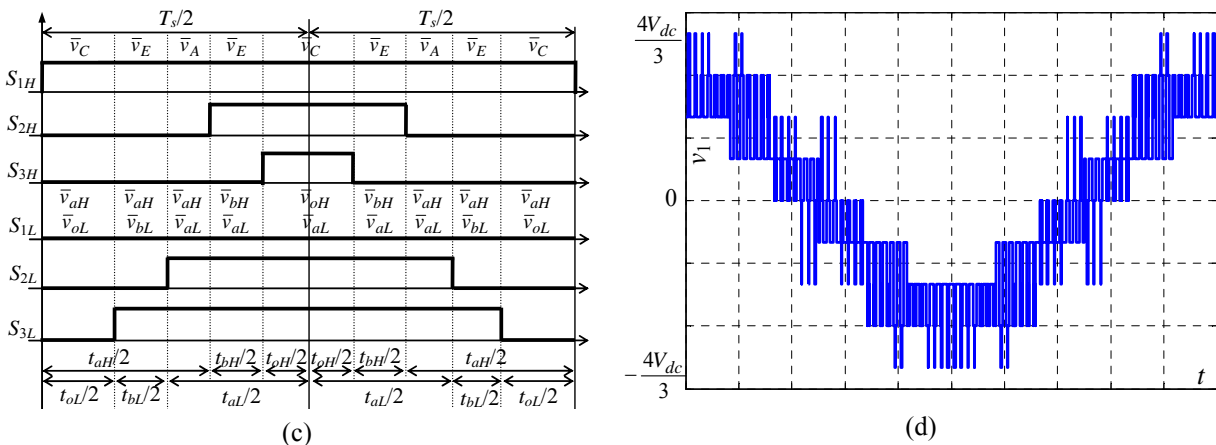 T_s/2 T_s/2
v̄_C v̄_E v̄_A v̄_E v̄_C v̄_E v̄_A v̄_E v̄_C
S_1H
S_2H
S_3H
v̄_aH v̄_aH v̄_aH v̄_bH v̄_oH v̄_bH v̄_aH v̄_aH v̄_aH
v̄_oL v̄_bL v̄_aL v̄_aL v̄_aL v̄_aL v̄_aL v̄_bL v̄_oL
S_1L
S_2L
S_3L
t_aH/2 t_bH/2 t_oH/2 t_oH/2 t_bH/2 t_aH/2
t_oL/2 t_bL/2 t_aL/2 t_aL/2 t_bL/2 t_oL/2
(c)
4V_dc/3
v_1
0
−4V_dc/3
t
(d)